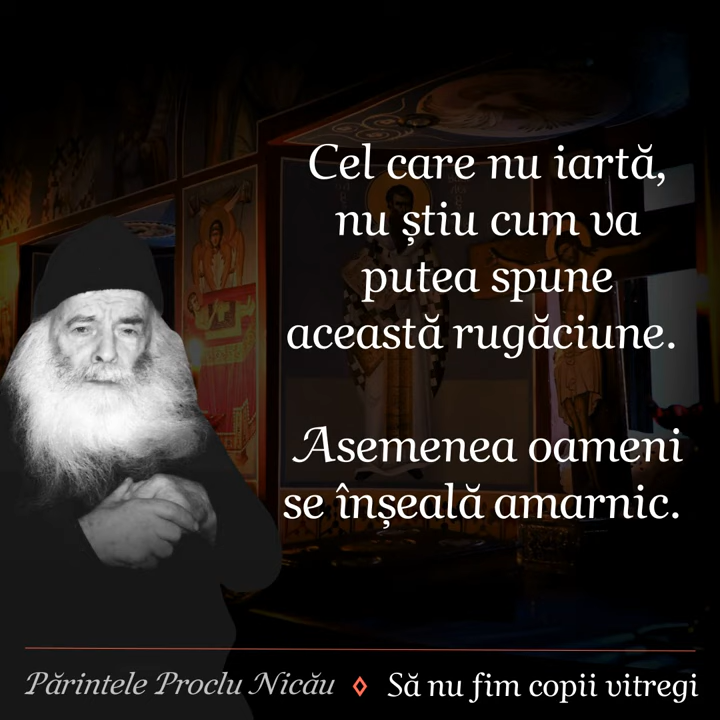 Cel care nu iartă,
nu știu cum va
putea spune
această rugăciune.
Asemenea oameni
se înșeală amarnic.
Părintele Proclu Nicău ◊ Să nu fim copii vitregi